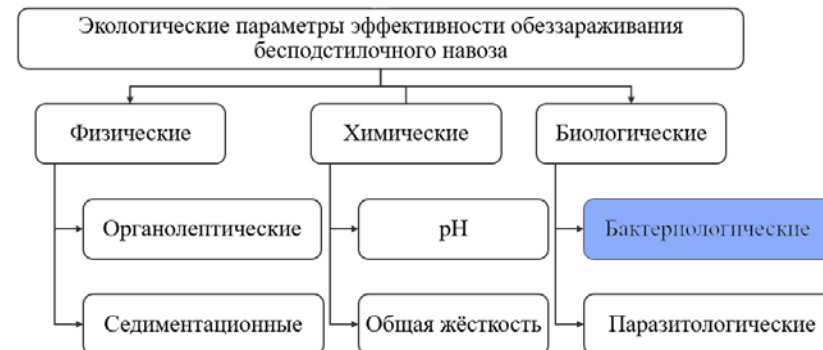 Экологические параметры эффективности обеззараживания
бесподстилочного навоза
Физические
Химические
Биологические
Органолептические
pH
Бактериологические
Седиментационные
Общая жёсткость
Паразитологические